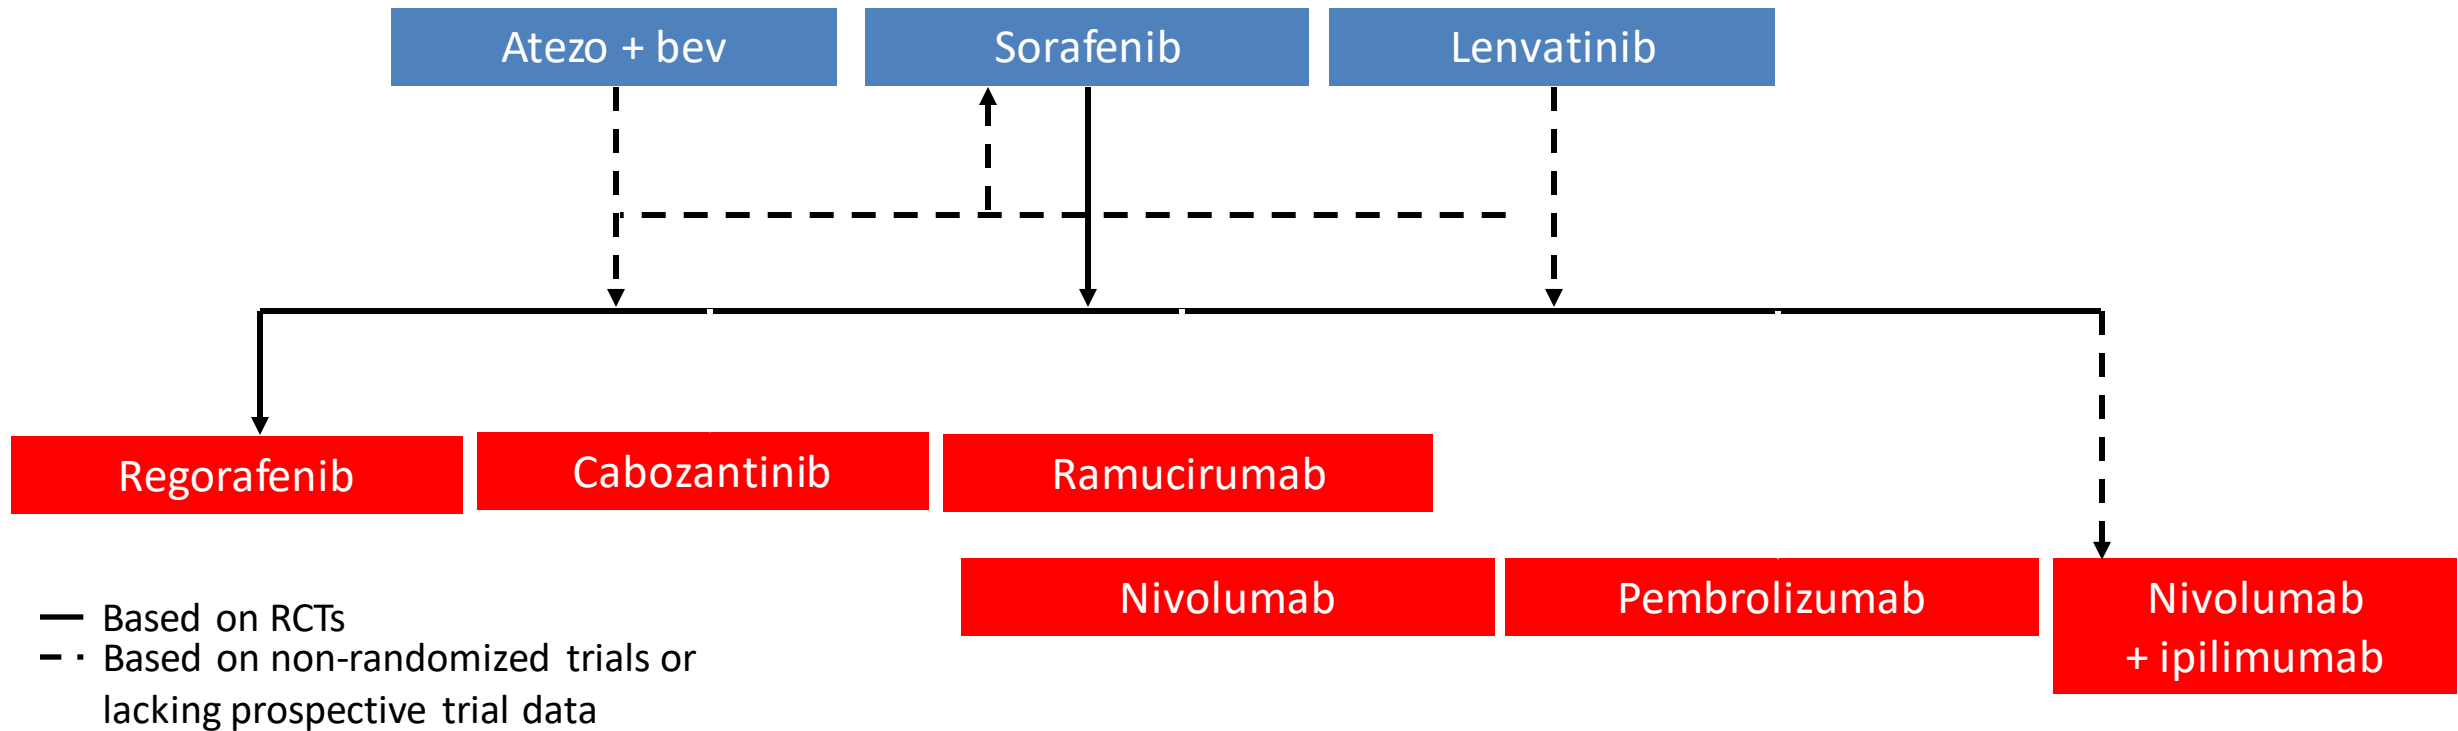 Atezo + bev
Sorafenib
Lenvatinib
Regorafenib
Cabozantinib
Ramucirumab
Nivolumab
Pembrolizumab
Nivolumab
+ ipilimumab
Based on RCTs
Based on non-randomized trials or
lacking prospective trial data